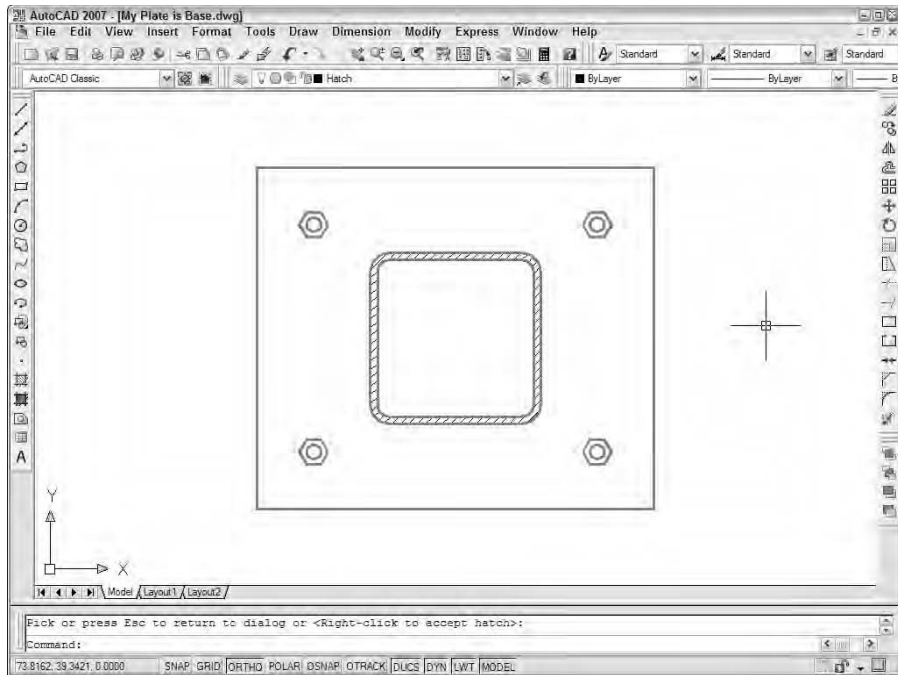 AutoCAD 2007 - [My Plate is Base.dwg]
File Edit View Insert Format Tools Draw Dimension Modify Express Window Help
Standard Standard Standard
AutoCAD Classic Hatch ByLayer ByLayer B
A
Y
X
Model Layout1 Layout2
Pick or press Esc to return to dialog or <Right-click to accept hatch>:
Command:
73.8162, 39.3421, 0.0000 SNAP GRID ORTHO POLAR OSNAP OTRACK DUCS DYN LWT MODEL